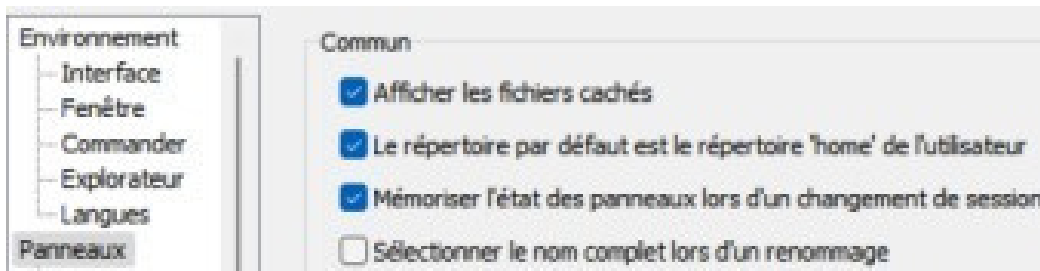 Environnement
Interface
Fenêtre
Commander
Explorateur
Langues
Panneaux
Commun
Afficher les fichiers cachés
Le répertoire par défaut est le répertoire 'home' de l'utilisateur
Mémoriser l'état des panneaux lors d'un changement de session
Sélectionner le nom complet lors d'un renommage